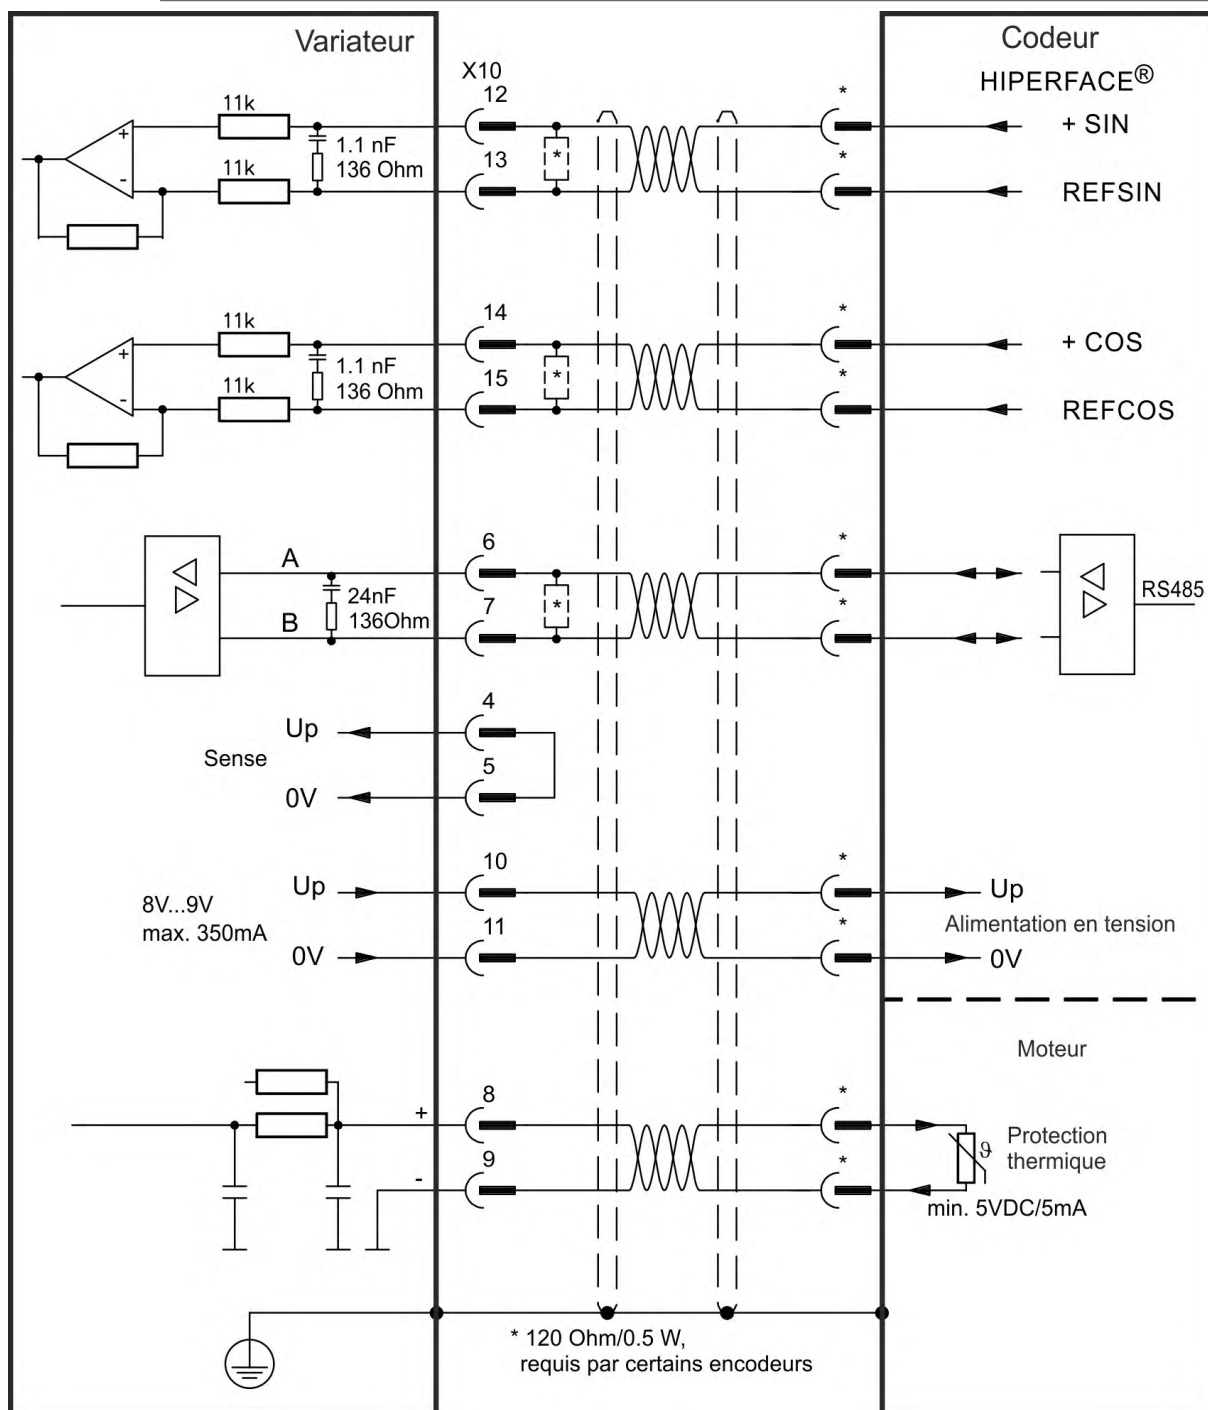 Variateur
Codeur
HIPERFACE®
X10
12
*
+ SIN
11k
+
1.1 nF
136 Ohm
*
13
*
11k
-
REFSIN
14
*
+ COS
11k
+
1.1 nF
136 Ohm
*
15
*
11k
-
REFCOS
6
*
A
24nF
136Ohm
*
RS485
7
*
B
4
Up
Sense
5
0V
10
*
Up
Up
8V...9V
max. 350mA
Alimentation en tension
11
*
0V
0V
Moteur
8
*
+
Protection
thermique
ϑ
9
*
-
min. 5VDC/5mA
* 120 Ohm/0.5 W,
requis par certains encodeurs